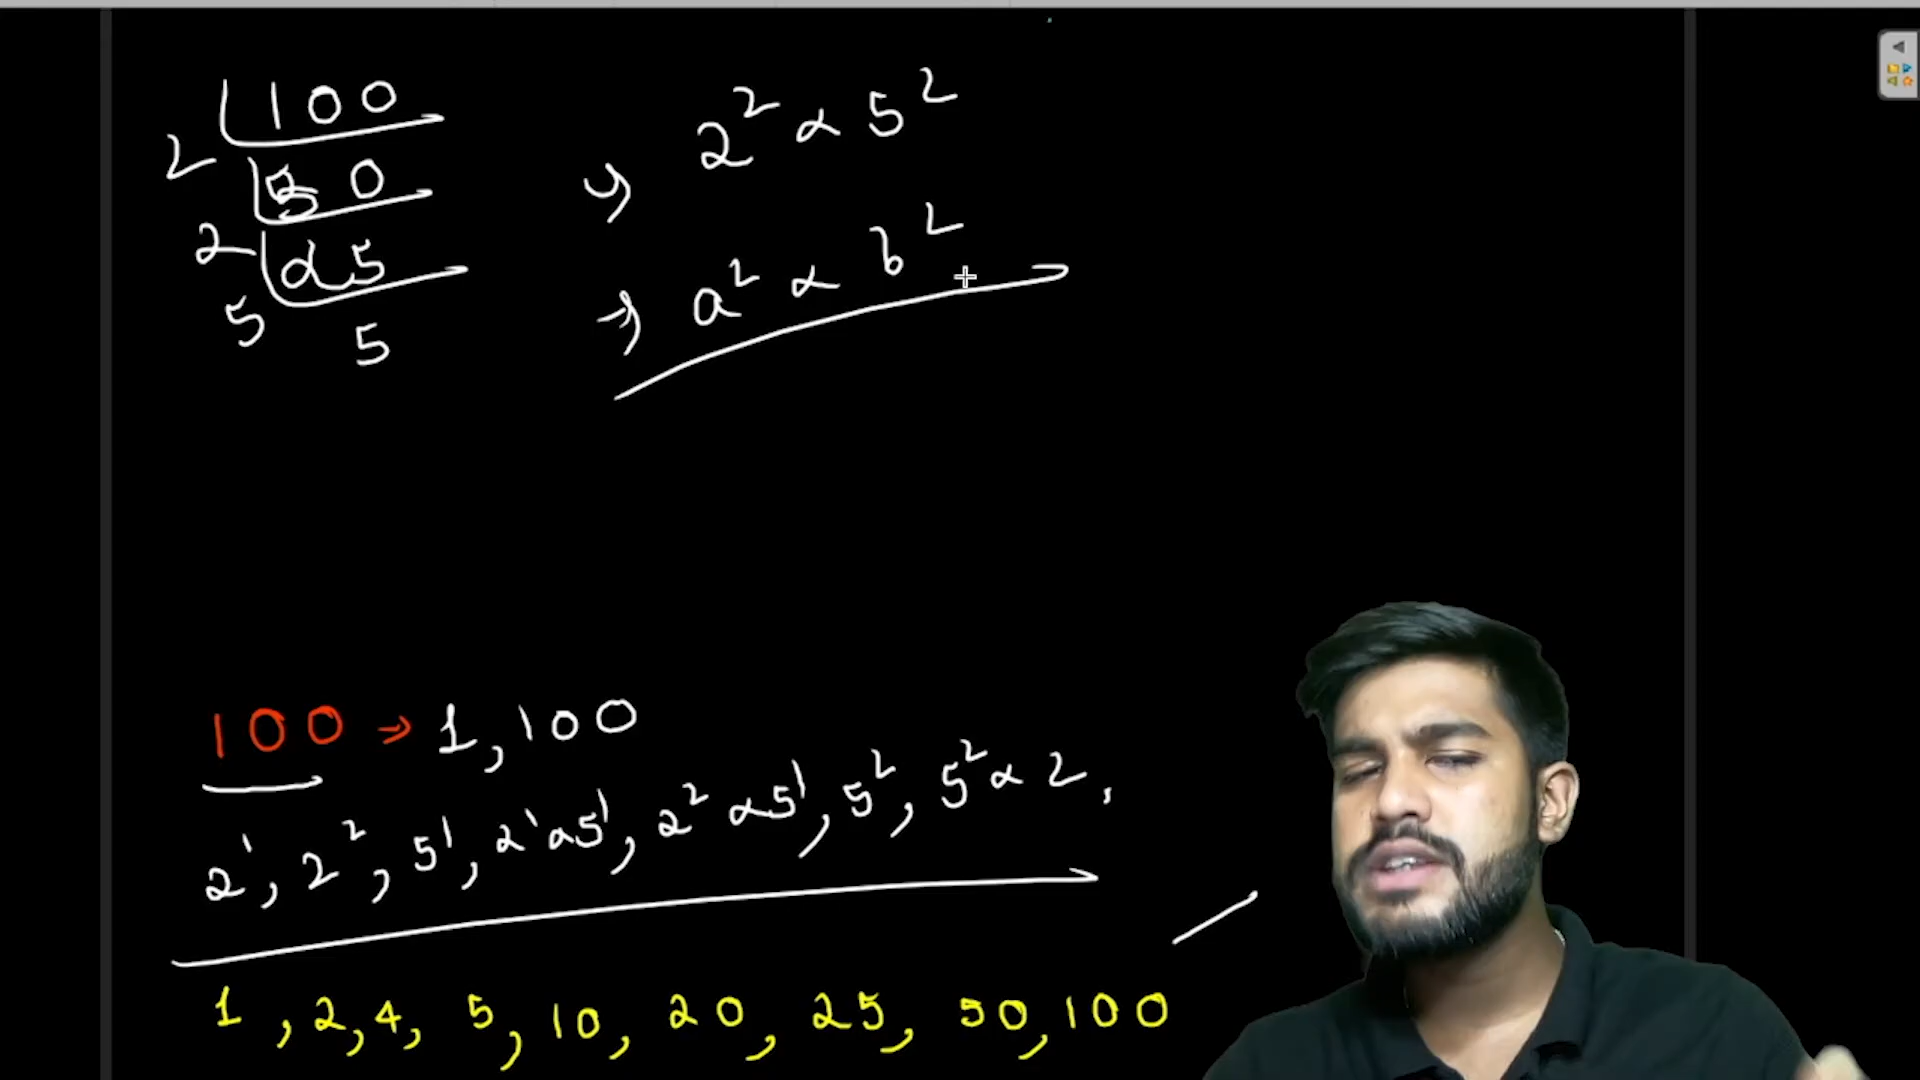 100
2 50
2 25
5 5
⇒ 2² × 5²
⇒ a² × b²
100 ⇒ 1, 100
2¹, 2², 5¹, 2¹×5¹, 2²×5¹, 5², 5²×2,
1, 2, 4, 5, 10, 20, 25, 50, 100